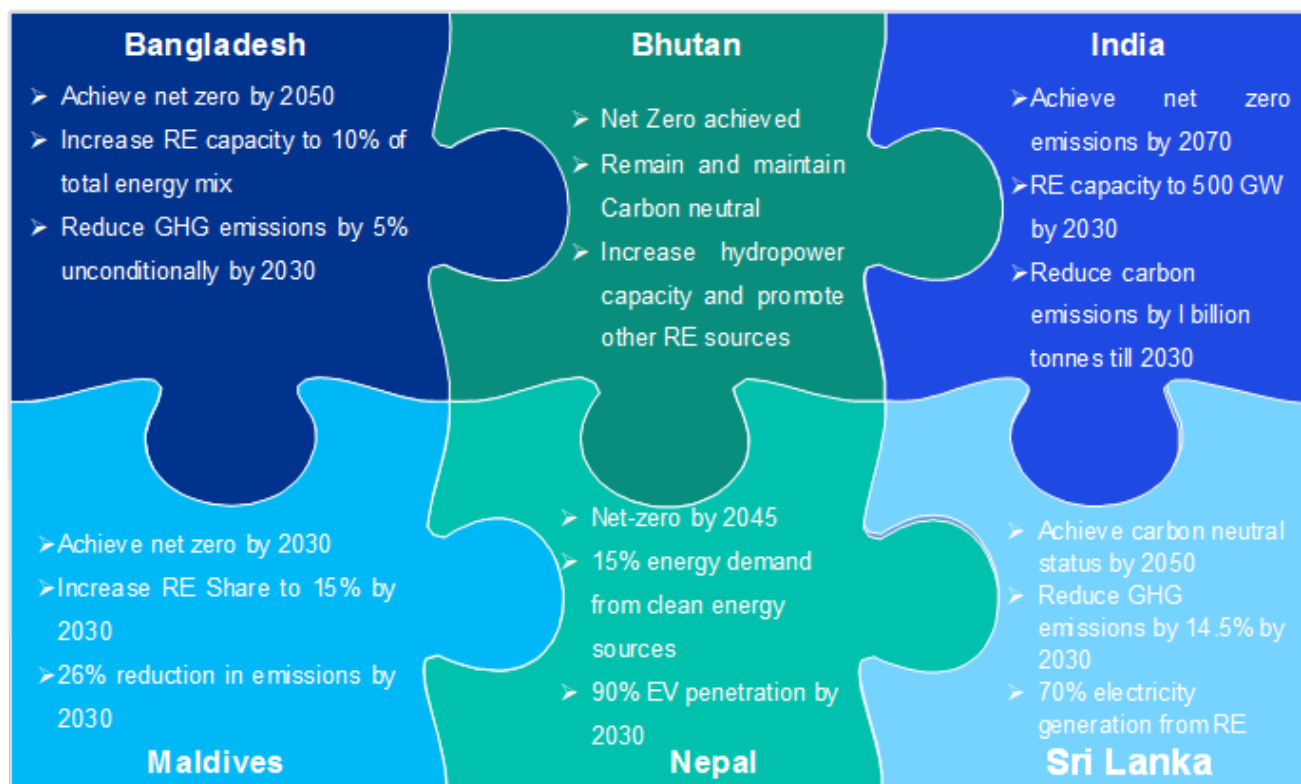 Bangladesh
➢ Achieve net zero by 2050
➢ Increase RE capacity to 10% of
total energy mix
➢ Reduce GHG emissions by 5%
unconditionally by 2030
Bhutan
➢ Net Zero achieved
➢ Remain and maintain
Carbon neutral
➢ Increase hydropower
capacity and promote
other RE sources
India
➢Achieve net zero
emissions by 2070
➢RE capacity to 500 GW
by 2030
➢Reduce carbon
emissions by I billion
tonnes till 2030
➢Achieve net zero by 2030
➢Increase RE Share to 15% by
2030
➢26% reduction in emissions by
2030
Maldives
➢ Net-zero by 2045
➢ 15% energy demand
from clean energy
sources
➢ 90% EV penetration by
2030
Nepal
➢ Achieve carbon neutral
status by 2050
➢ Reduce GHG
emissions by 14.5% by
2030
➢ 70% electricity
generation from RE
Sri Lanka